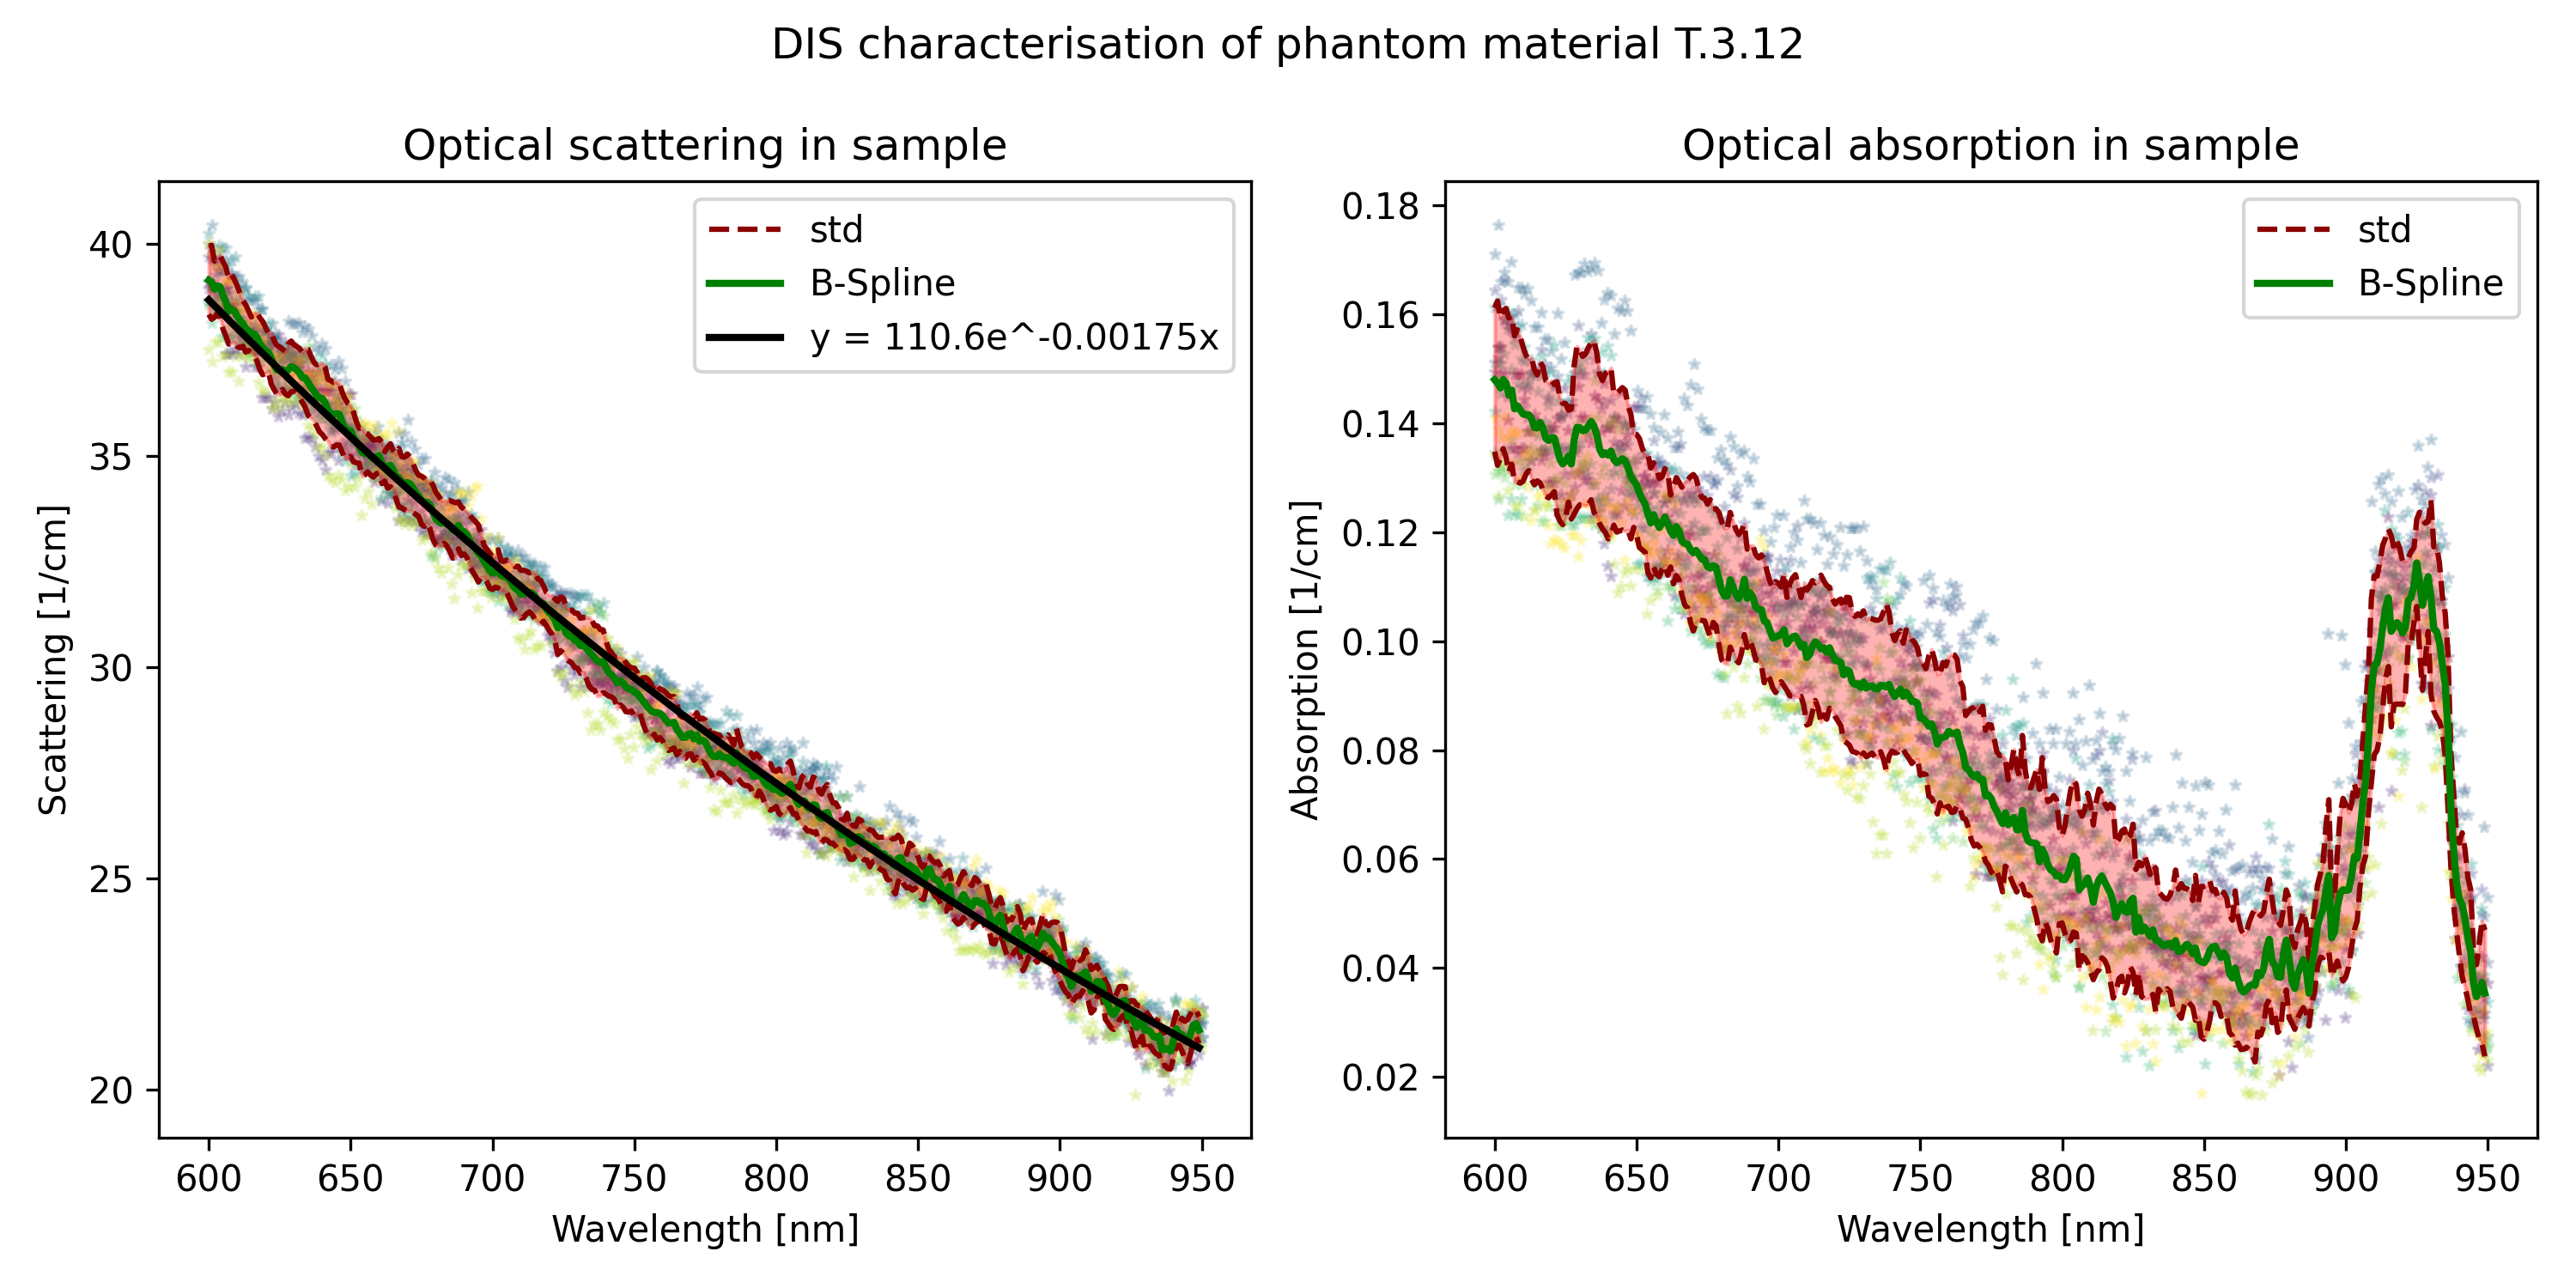 DIS characterisation of phantom material T.3.12
Optical scattering in sample
std
B-Spline
y = 110.6e^-0.00175x
40
35
30
25
20
Scattering [1/cm]
600 650 700 750 800 850 900 950
Wavelength [nm]
Optical absorption in sample
std
B-Spline
0.18
0.16
0.14
0.12
0.10
0.08
0.06
0.04
0.02
Absorption [1/cm]
600 650 700 750 800 850 900 950
Wavelength [nm]